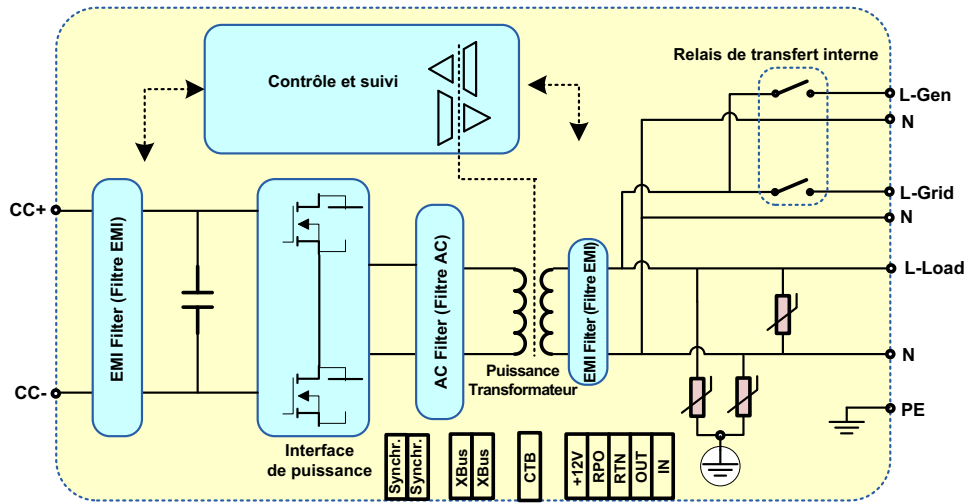 Contrôle et suivi
Relais de transfert interne
L-Gen
N
L-Grid
N
CC+
CC-
EMI Filter (Filtre EMI)
Interface
de puissance
AC Filter (Filtre AC)
Puissance
Transformateur
EMI Filter (Filtre EMI)
L-Load
N
PE
Synchr.
Synchr.
XBus
XBus
CTB
+12V
RPO
RTN
OUT
IN